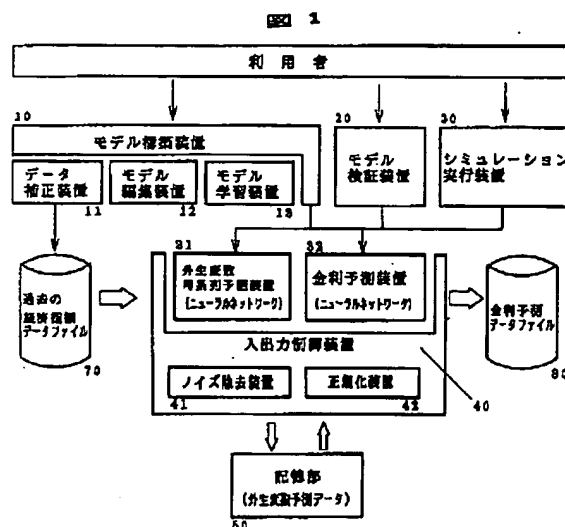 図 1
利 用 者
10
モデル構築装置
データ
補正装置
11
モデル
編集装置
12
モデル
学習装置
13
20
モデル
検証装置
30
シミュレーション
実行装置
31
外生変数
時系列予測装置
(ニューラルネットワーク)
32
金利予測装置
(ニューラルネットワーク)
過去の
経済指標
データファイル
70
金利予測
データファイル
80
入出力制御装置
ノイズ除去装置
41
正規化装置
42
40
記憶部
(外生変数予測データ)
50